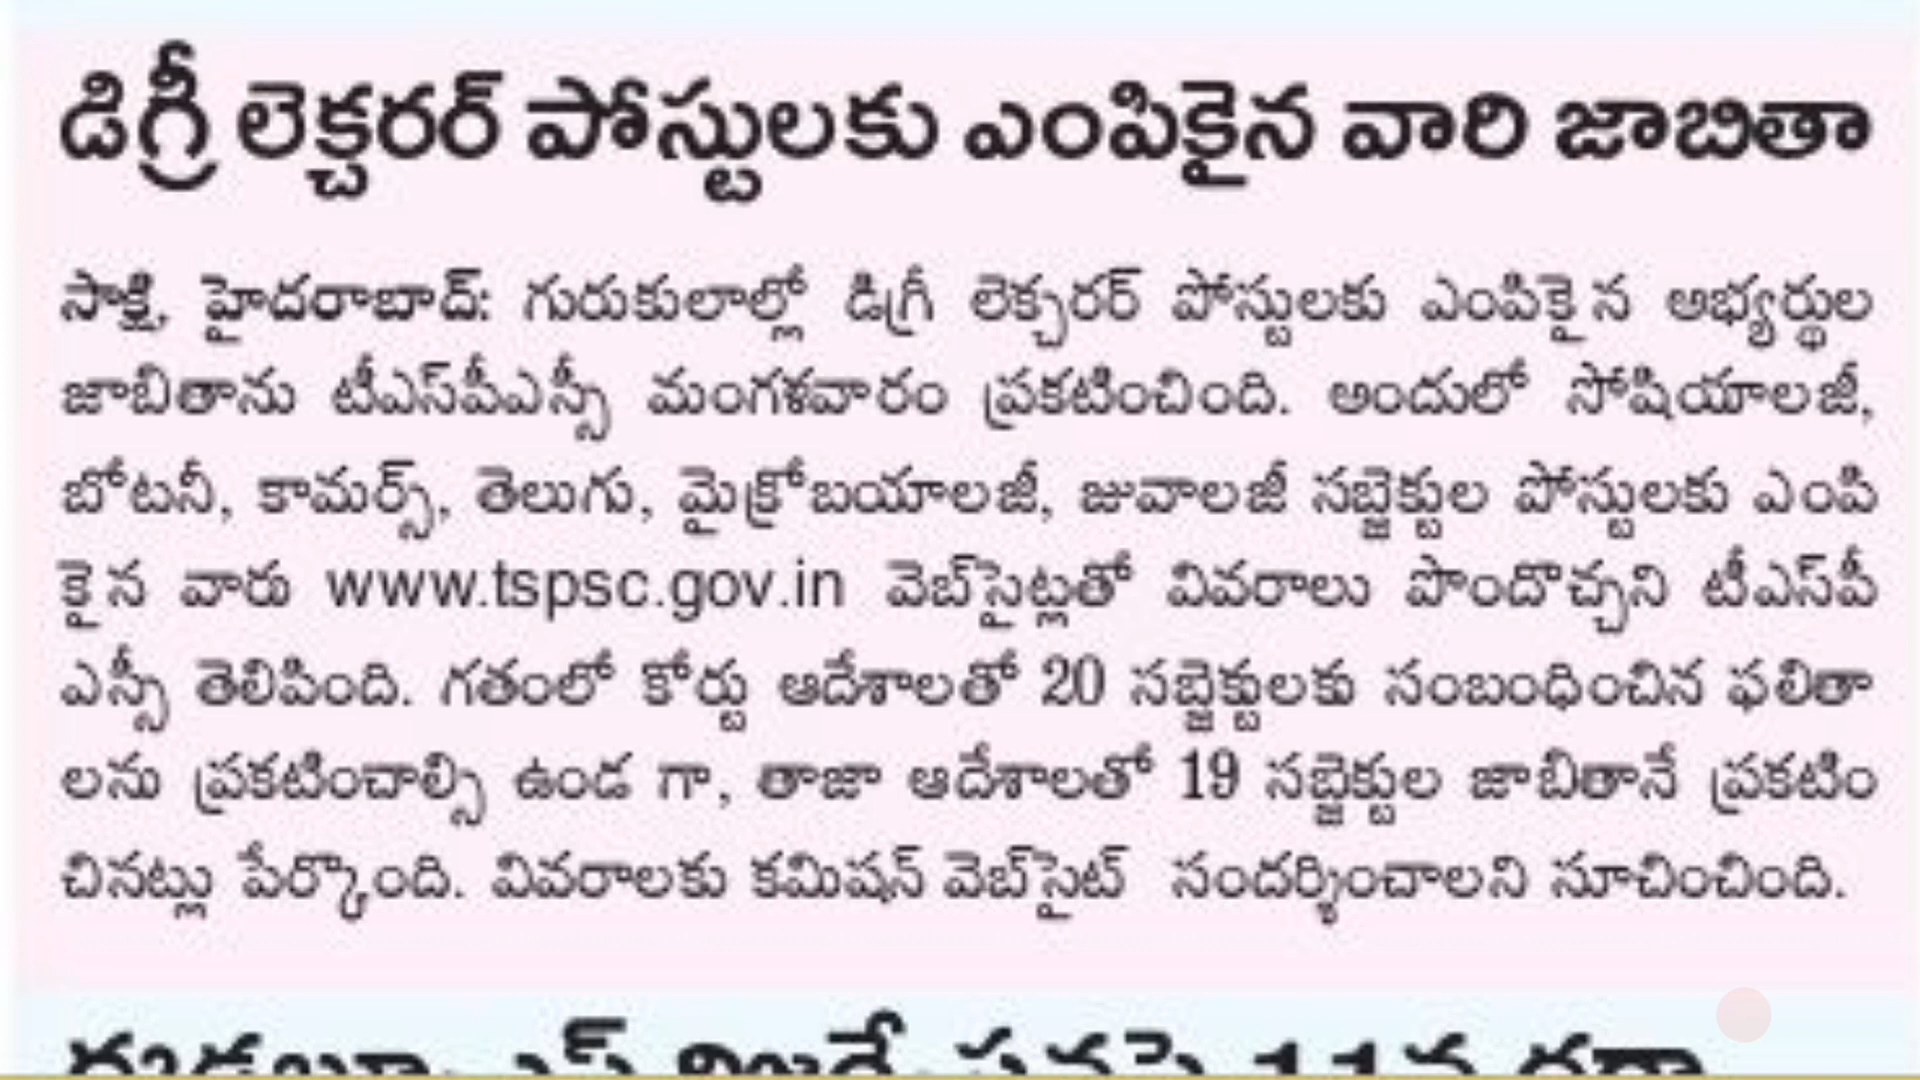 డిగ్రీ లెక్చరర్ పోస్టులకు ఎంపికైన వారి జాబితా
సాక్షి, హైదరాబాద్: గురుకులాల్లో డిగ్రీ లెక్చరర్ పోస్టులకు ఎంపికై న అభ్యర్థుల
జాబితాను టీఎస్‌పీఎస్సీ మంగళవారం ప్రకటించింది. అందులో సోషియాలజీ,
బోటనీ, కామర్స్, తెలుగు, మైక్రోబయాలజీ, జువాలజీ సబ్జెక్టుల పోస్టులకు ఎంపి
కైన వారు www.tspsc.gov.in వెబ్‌సైట్లతో వివరాలు పొందొచ్చని టీఎస్‌పీ
ఎస్సీ తెలిపింది. గతంలో కోర్టు ఆదేశాలతో 20 సబ్జెక్టులకు సంబంధించిన ఫలితా
లను ప్రకటించాల్సి ఉండ గా, తాజా ఆదేశాలతో 19 సబ్జెక్టుల జాబితానే ప్రకటిం
చినట్లు పేర్కొంది. వివరాలకు కమిషన్ వెబ్‌సైట్ సందర్శించాలని సూచించింది.